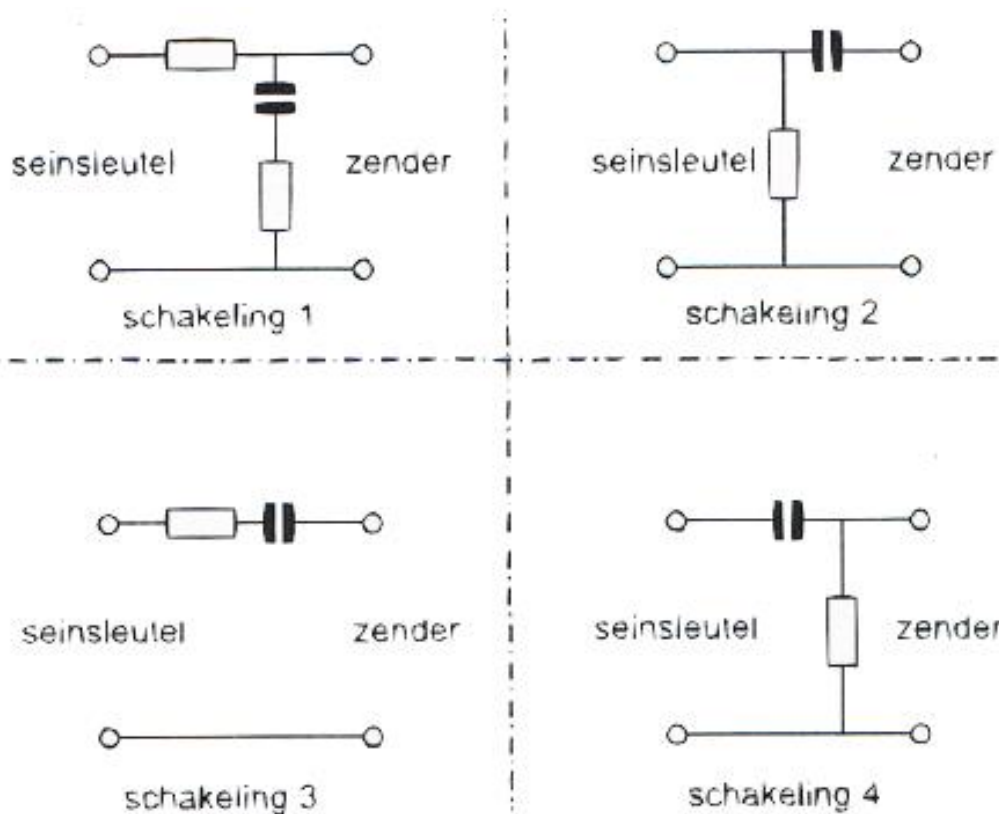 seinsleutel zender
schakeling 1
seinsleutel zender
schakeling 2
seinsleutel zender
schakeling 3
seinsleutel zender
schakeling 4